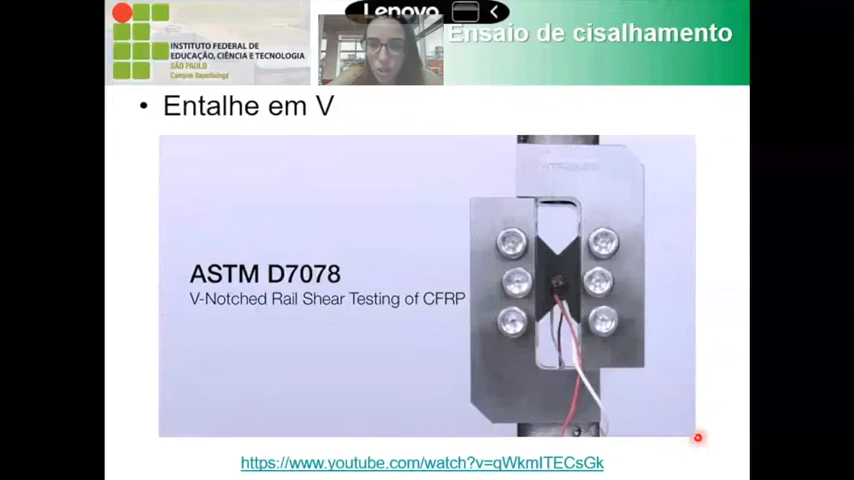 Lenovo
Ensaio de cisalhamento
INSTITUTO FEDERAL DE
EDUCAÇÃO, CIÊNCIA E TECNOLOGIA
SÃO PAULO
Campus Itaquaquecetuba
• Entalhe em V
ASTM D7078
V-Notched Rail Shear Testing of CFRP
https://www.youtube.com/watch?v=qWkmITECsGk